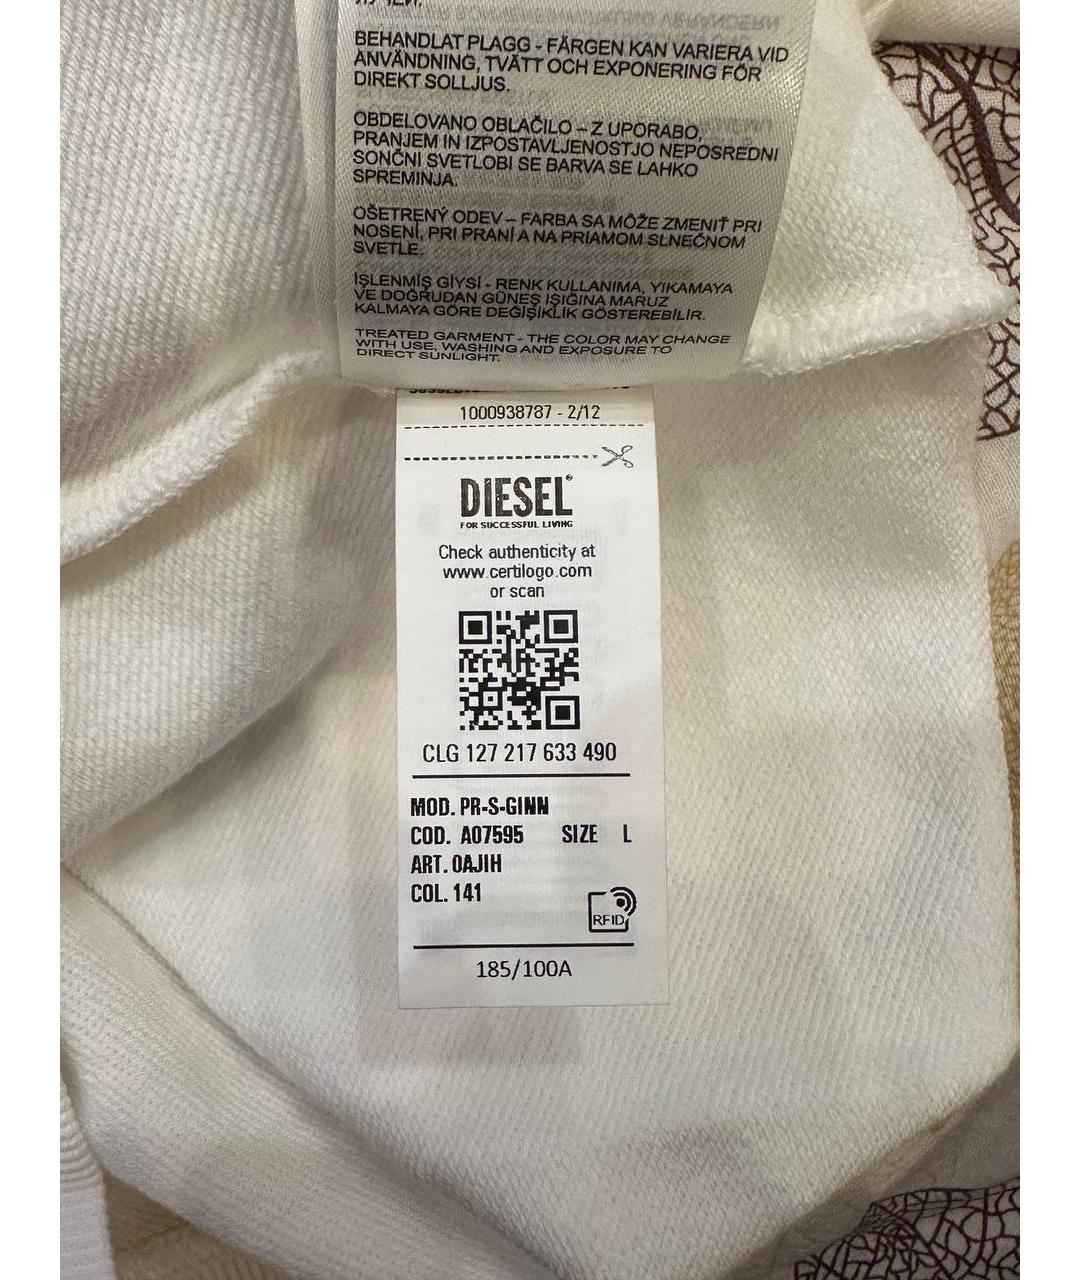 BEHANDLAT PLAGG - FÄRGEN KAN VARIERA VID
ANVÄNDNING, TVÄTT OCH EXPONERING FÖR
DIREKT SOLLJUS.
OBDELOVANO OBLAČILO – Z UPORABO,
PRANJEM IN IZPOSTAVLJENOSTJO NEPOSREDNI
SONČNI SVETLOBI SE BARVA SE LAHKO
SPREMINJA.
OŠETRENÝ ODEV – FARBA SA MÔŽE ZMENIŤ PRI
NOSENÍ, PRI PRANÍ A NA PRIAMOM SLNEČNOM
SVETLE.
İŞLENMİŞ GİYSİ - RENK KULLANIMA, YIKAMAYA
VE DOĞRUDAN GÜNEŞ IŞIĞINA MARUZ
KALMAYA GÖRE DEĞİŞİKLİK GÖSTEREBİLİR.
TREATED GARMENT - THE COLOR MAY CHANGE
WITH USE, WASHING AND EXPOSURE TO
DIRECT SUNLIGHT.
1000938787 - 2/12
DIESEL®
FOR SUCCESSFUL LIVING
Check authenticity at
www.certilogo.com
or scan
CLG 127 217 633 490
MOD. PR-S-GINN
COD. A07595 SIZE L
ART. 0AJIH
COL. 141
RFID
185/100A